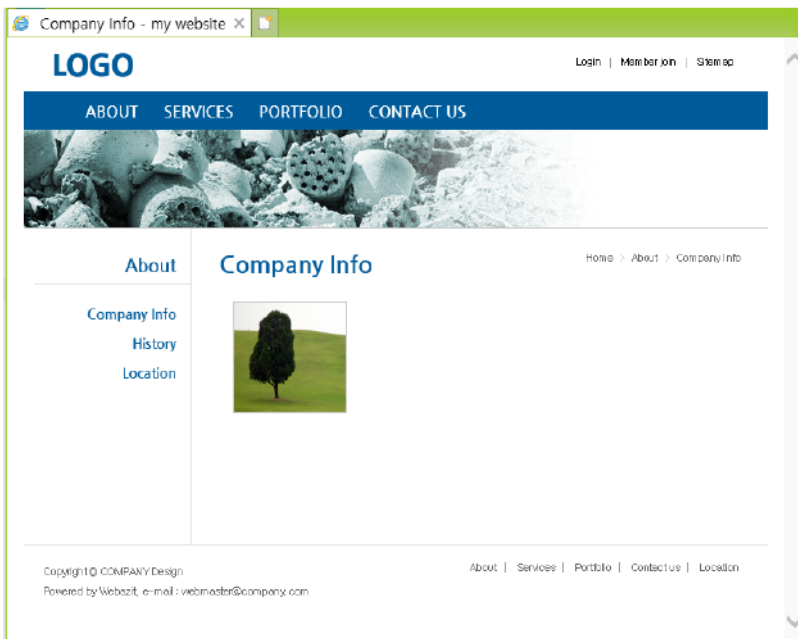 Company Info - my website
LOGO
Login | Member join | Sitemap
ABOUT SERVICES PORTFOLIO CONTACT US
About
Company Info
Home > About > Company Info
Company Info
History
Location
Copyright © COMPANY Design
About | Services | Portfolio | Contact us | Location
Powered by Webazit, e-mail : webmaster@company.com